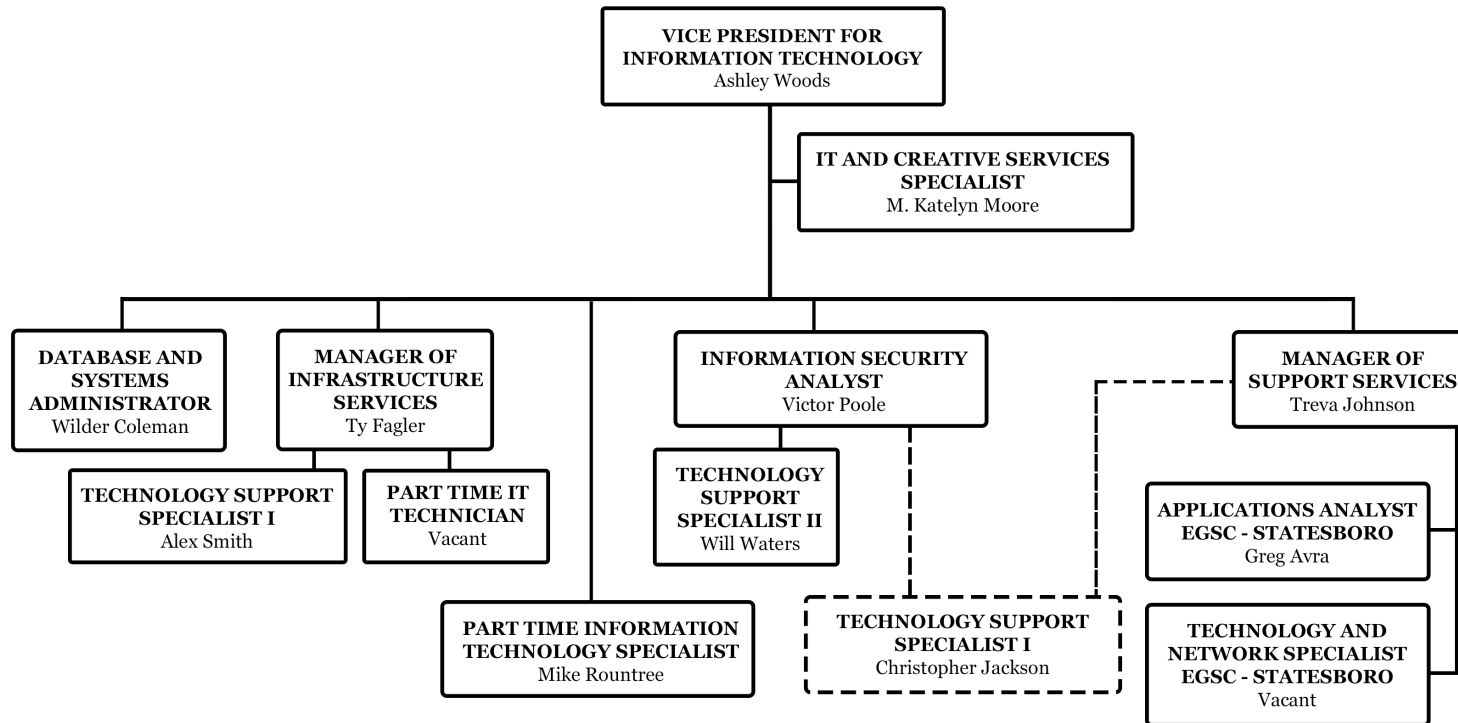 VICE PRESIDENT FOR
INFORMATION TECHNOLOGY
Ashley Woods
IT AND CREATIVE SERVICES
SPECIALIST
M. Katelyn Moore
DATABASE AND
SYSTEMS
ADMINISTRATOR
Wilder Coleman
MANAGER OF
INFRASTRUCTURE
SERVICES
Ty Fagler
INFORMATION SECURITY
ANALYST
Victor Poole
MANAGER OF
SUPPORT SERVICES
Treva Johnson
TECHNOLOGY SUPPORT
SPECIALIST I
Alex Smith
PART TIME IT
TECHNICIAN
Vacant
TECHNOLOGY
SUPPORT
SPECIALIST II
Will Waters
APPLICATIONS ANALYST
EGSC - STATESBORO
Greg Avra
PART TIME INFORMATION
TECHNOLOGY SPECIALIST
Mike Rountree
TECHNOLOGY SUPPORT
SPECIALIST I
Christopher Jackson
TECHNOLOGY AND
NETWORK SPECIALIST
EGSC - STATESBORO
Vacant